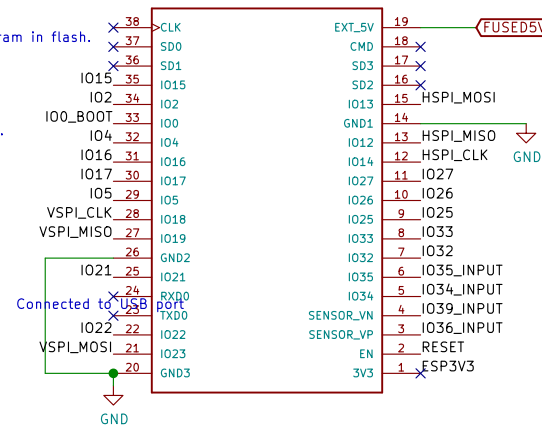 38 CLK EXT_5V 19 FUSED5V
ram in flash. 37 SD0 CMD 18
36 SD1 SD3 17
IO15 35 IO15 SD2 16
IO2 34 IO2 IO13 15 HSPI_MOSI
IO0_BOOT 33 IO0 GND1 14
IO4 32 IO4 IO12 13 HSPI_MISO
IO16 31 IO16 IO14 12 HSPI_CLK
GND
IO17 30 IO17 IO27 11 IO27
IO5 29 IO5 IO26 10 IO26
VSPI_CLK 28 IO18 IO25 9 IO25
VSPI_MISO 27 IO19 IO33 8 IO33
26 GND2 IO32 7 IO32
IO21 25 IO21 IO35 6 IO35_INPUT
24 RXD0 IO34 5 IO34_INPUT
Connected to USB port
23 TXD0 SENSOR_VN 4 IO39_INPUT
IO22 22 IO22 SENSOR_VP 3 IO36_INPUT
VSPI_MOSI 21 IO23 EN 2 RESET
20 GND3 3V3 1 ESP3V3
GND